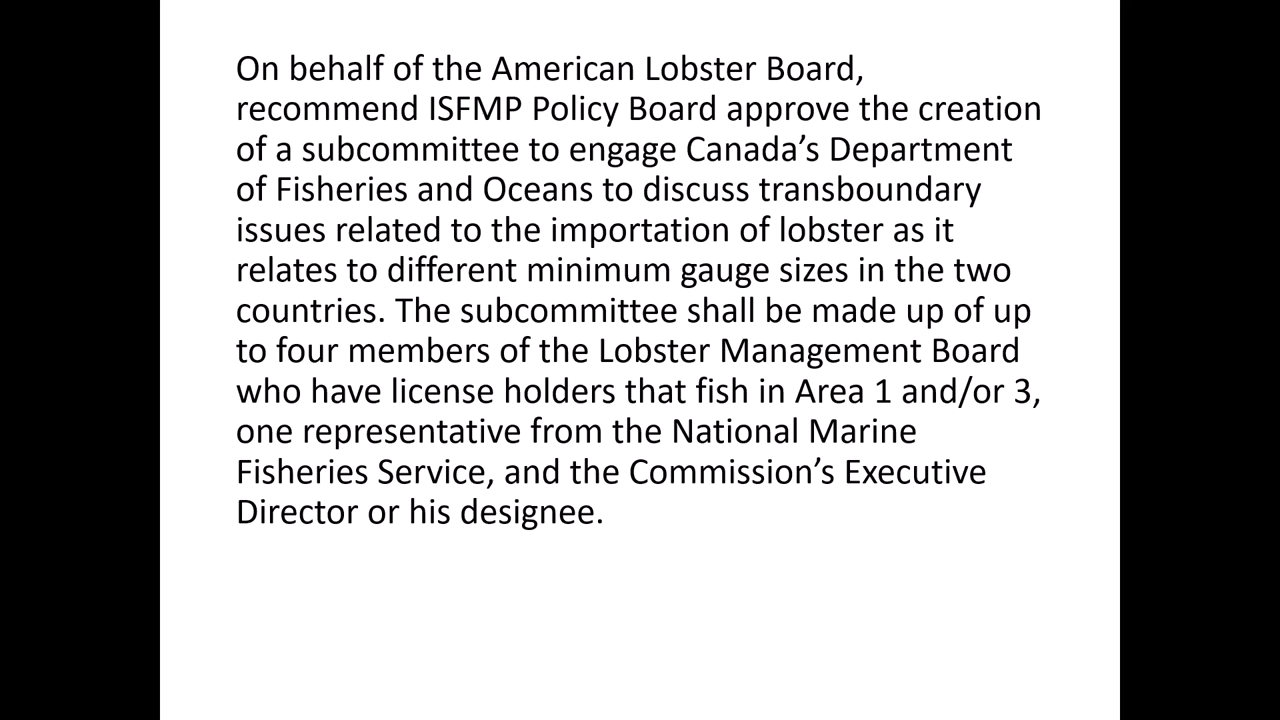 On behalf of the American Lobster Board,
recommend ISFMP Policy Board approve the creation
of a subcommittee to engage Canada’s Department
of Fisheries and Oceans to discuss transboundary
issues related to the importation of lobster as it
relates to different minimum gauge sizes in the two
countries. The subcommittee shall be made up of up
to four members of the Lobster Management Board
who have license holders that fish in Area 1 and/or 3,
one representative from the National Marine
Fisheries Service, and the Commission’s Executive
Director or his designee.